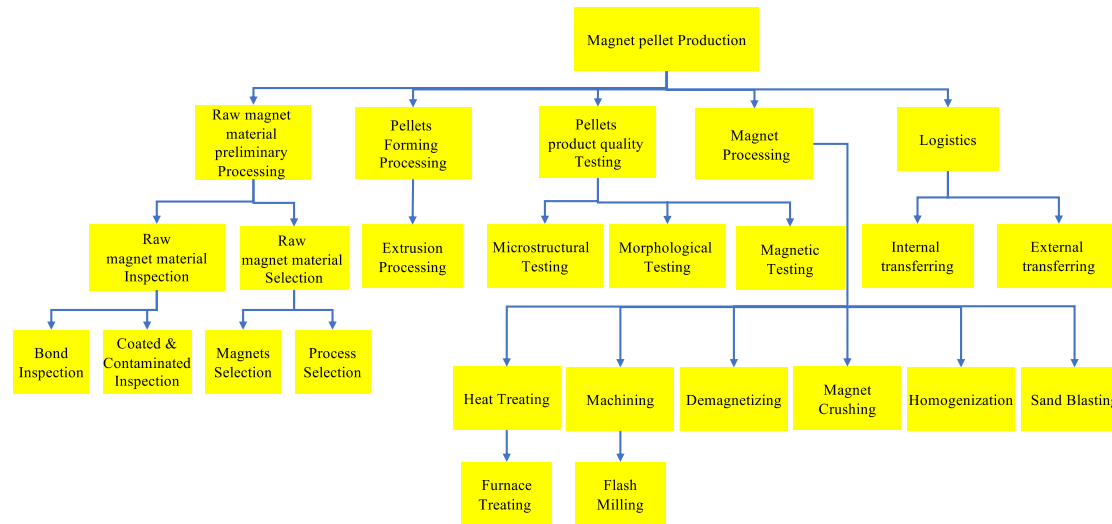 Magnet pellet Production
Raw magnet
material
preliminary
Processing
Pellets
Forming
Processing
Pellets
product quality
Testing
Magnet
Processing
Logistics
Raw
magnet material
Inspection
Raw
magnet material
Selection
Extrusion
Processing
Microstructural
Testing
Morphological
Testing
Magnetic
Testing
Internal
transferring
External
transferring
Bond
Inspection
Coated &
Contaminated
Inspection
Magnets
Selection
Process
Selection
Heat Treating
Machining
Demagnetizing
Magnet
Crushing
Homogenization
Sand Blasting
Furnace
Treating
Flash
Milling